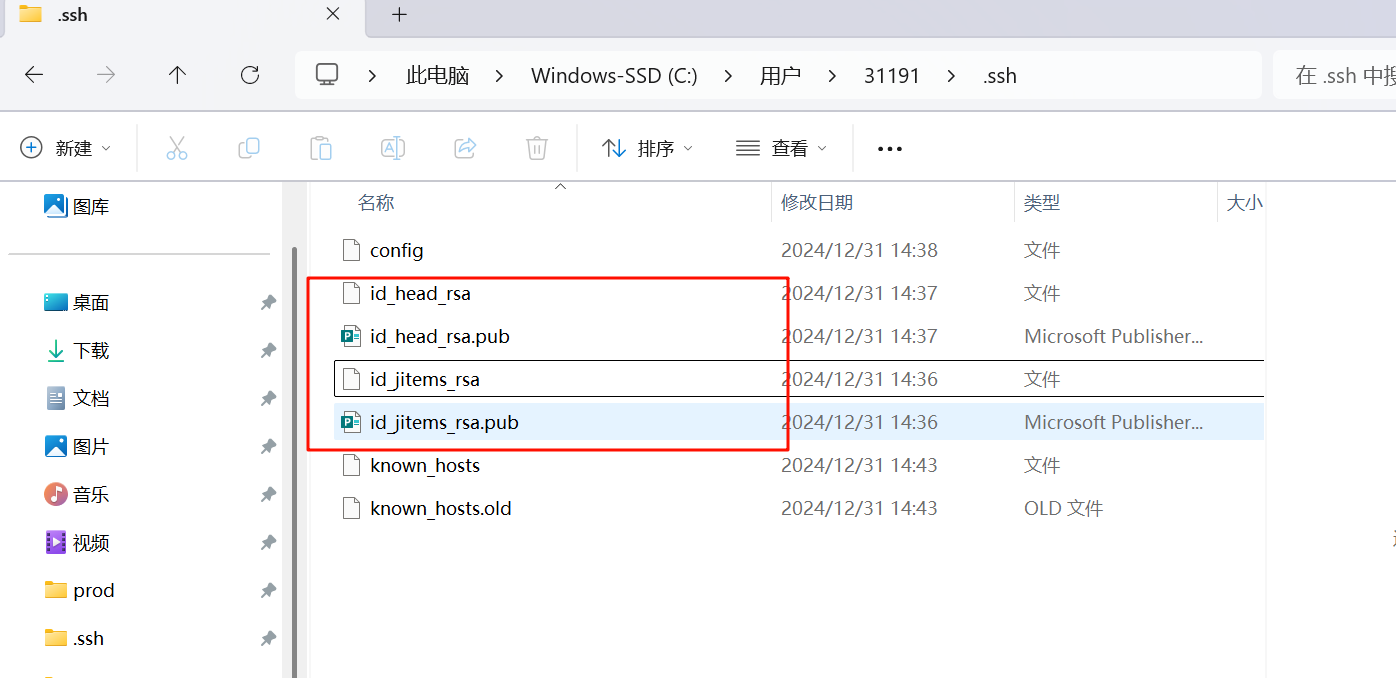 .ssh
此电脑 Windows-SSD (C:) 用户 31191 .ssh 在 .ssh 中搜
新建 排序 查看
图库
桌面
下载
文档
图片
音乐
视频
prod
.ssh
名称 修改日期 类型 大小
config 2024/12/31 14:38 文件
id_head_rsa 2024/12/31 14:37 文件
id_head_rsa.pub 2024/12/31 14:37 Microsoft Publisher...
id_jitems_rsa 2024/12/31 14:36 文件
id_jitems_rsa.pub 2024/12/31 14:36 Microsoft Publisher...
known_hosts 2024/12/31 14:43 文件
known_hosts.old 2024/12/31 14:43 OLD 文件